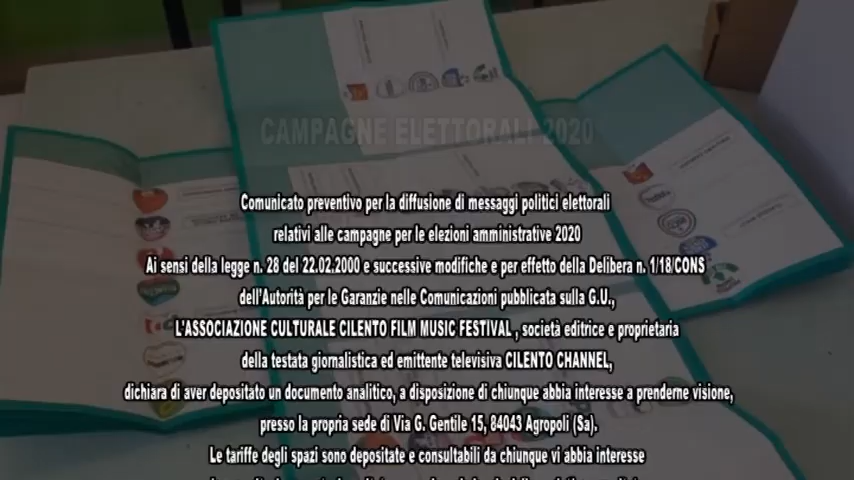 CAMPAGNE ELETTORALI 2020
Comunicato preventivo per la diffusione di messaggi politici elettorali
relativi alle campagne per le elezioni amministrative 2020
Ai sensi della legge n. 28 del 22.02.2000 e successive modifiche e per effetto della Delibera n. 1/18/CONS
dell'Autorità per le Garanzie nelle Comunicazioni pubblicata sulla G.U.,
L'ASSOCIAZIONE CULTURALE CILENTO FILM MUSIC FESTIVAL , società editrice e proprietaria
della testata giornalistica ed emittente televisiva CILENTO CHANNEL,
dichiara di aver depositato un documento analitico, a disposizione di chiunque abbia interesse a prenderne visione,
presso la propria sede di Via G. Gentile 15, 84043 Agropoli (Sa).
Le tariffe degli spazi sono depositate e consultabili da chiunque vi abbia interesse